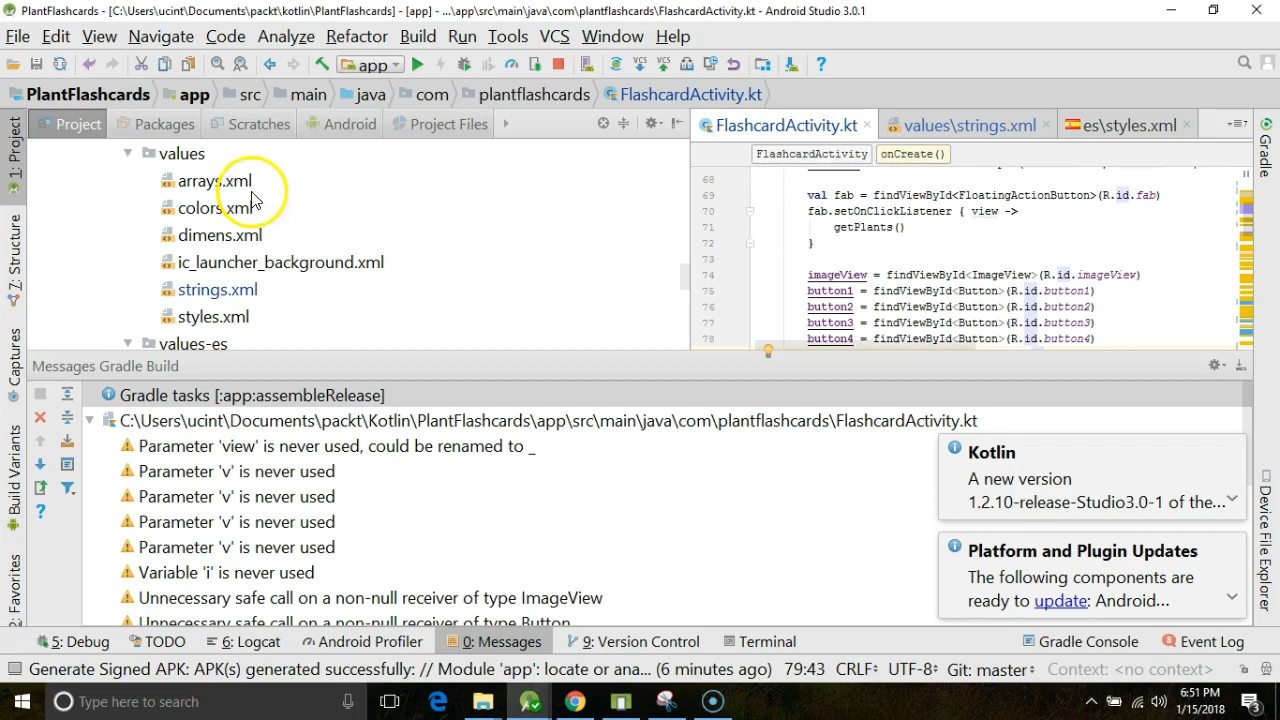 PlantFlashcards - [C:\Users\ucint\Documents\packt\kotlin\PlantFlashcards] - [app] - ...\app\src\main\java\com\plantflashcards\FlashcardActivity.kt - Android Studio 3.0.1
File Edit View Navigate Code Analyze Refactor Build Run Tools VCS Window Help
app VCS VCS
PlantFlashcards app src main java com plantflashcards FlashcardActivity.kt
Project Packages Scratches Android Project Files
FlashcardActivity.kt values\strings.xml es\styles.xml
FlashcardActivity onCreate()
1: Project
Z: Structure
Captures
Build Variants
Favorites
Gradle
Device File Explorer
values
arrays.xml
colors.xml
dimens.xml
ic_launcher_background.xml
strings.xml
styles.xml
values-es
68
69 val fab = findViewById<FloatingActionButton>(R.id.fab)
70 fab.setOnClickListener { view ->
71 getPlants()
72 }
73
74 imageView = findViewById<ImageView>(R.id.imageView)
75 button1 = findViewById<Button>(R.id.button1)
76 button2 = findViewById<Button>(R.id.button2)
77 button3 = findViewById<Button>(R.id.button3)
78 button4 = findViewById<Button>(R.id.button4)
Messages Gradle Build
Gradle tasks [:app:assembleRelease]
C:\Users\ucint\Documents\packt\Kotlin\PlantFlashcards\app\src\main\java\com\plantflashcards\FlashcardActivity.kt
Parameter 'view' is never used, could be renamed to _
Parameter 'v' is never used
Parameter 'v' is never used
Parameter 'v' is never used
Parameter 'v' is never used
Variable 'i' is never used
Unnecessary safe call on a non-null receiver of type ImageView
Unnecessary safe call on a non-null receiver of type Button
Kotlin
A new version
1.2.10-release-Studio3.0-1 of the...
Platform and Plugin Updates
The following components are
ready to update: Android...
5: Debug TODO 6: Logcat Android Profiler 0: Messages 9: Version Control Terminal Gradle Console Event Log
Generate Signed APK: APK(s) generated successfully: // Module 'app': locate or ana... (6 minutes ago) 79:43 CRLF UTF-8 Git: master Context: <no context>
Type here to search
6:51 PM
1/15/2018
3